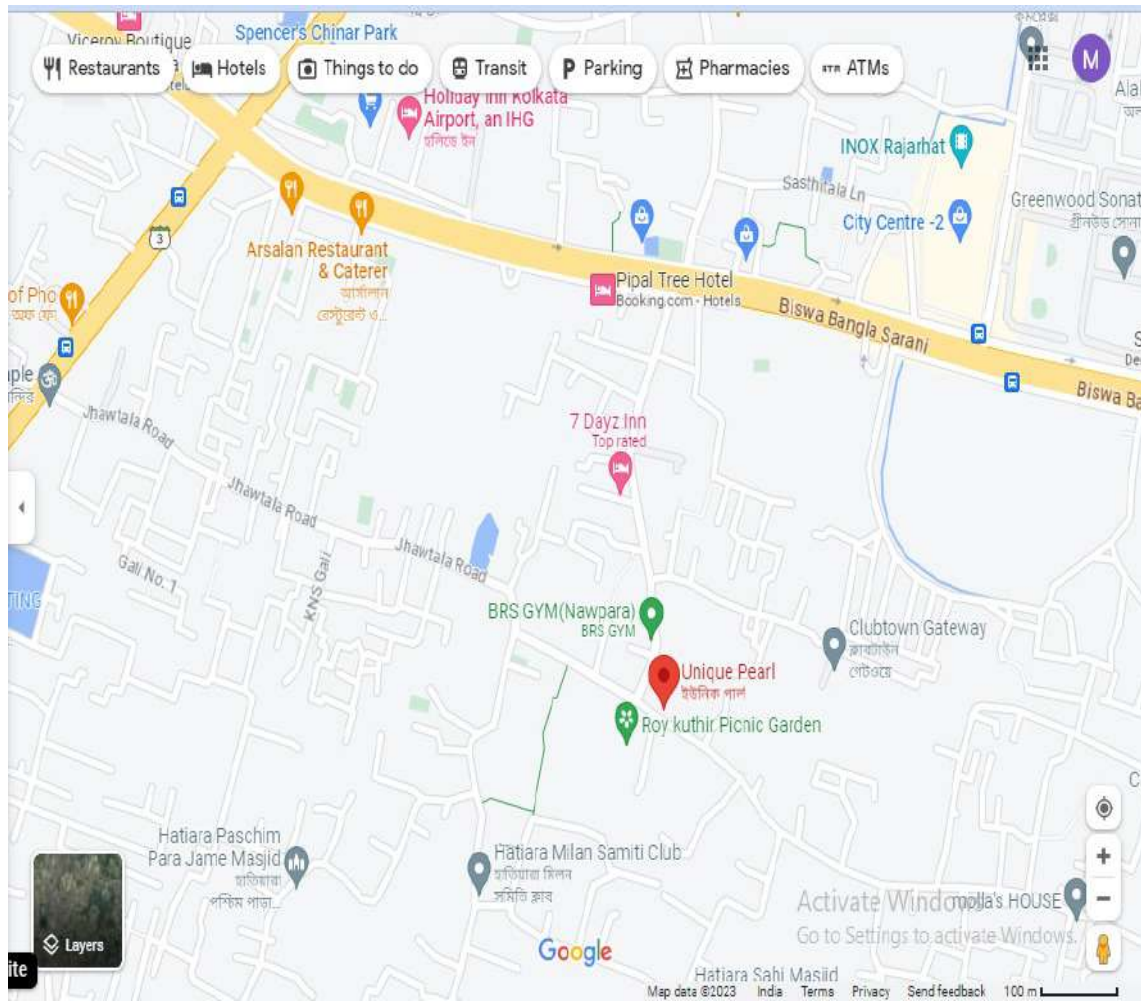 Viceroy Boutique
Spencer's Chinar Park
Restaurants
Hotels
Things to do
Transit
Parking
Pharmacies
ATMs
M
Holiday Inn Kolkata
Airport, an IHG
হলিডে ইন
INOX Rajarhat
Sasthitala Ln
Greenwood Sonat
City Centre -2
3
Arsalan Restaurant
& Caterer
আর্সালান
রেস্টুরেন্ট ও...
of Pho
Pipal Tree Hotel
Booking.com - Hotels
Biswa Bangla Sarani
Biswa Ba
ple
Jhawtala Road
7 Dayz Inn
Top rated
Jhawtala Road
Jhawtala Road
Gali No. 1
KNS Gali
TING
BRS GYM(Nawpara)
BRS GYM
Clubtown Gateway
ক্লাবটাউন
গেটওয়ে
Unique Pearl
ইউনিক পার্ল
Roy kuthir Picnic Garden
Hatiara Paschim
Para Jame Masjid
হাতিয়ারা
পশ্চিম পাড়া...
Hatiara Milan Samiti Club
হাতিয়ারা মিলন
সমিতি ক্লাব
Activate Windows
molla's HOUSE
Go to Settings to activate Windows.
Layers
ite
Google
Hatiara Sahi Masjid
Map data ©2023 India Terms Privacy Send feedback 100 m